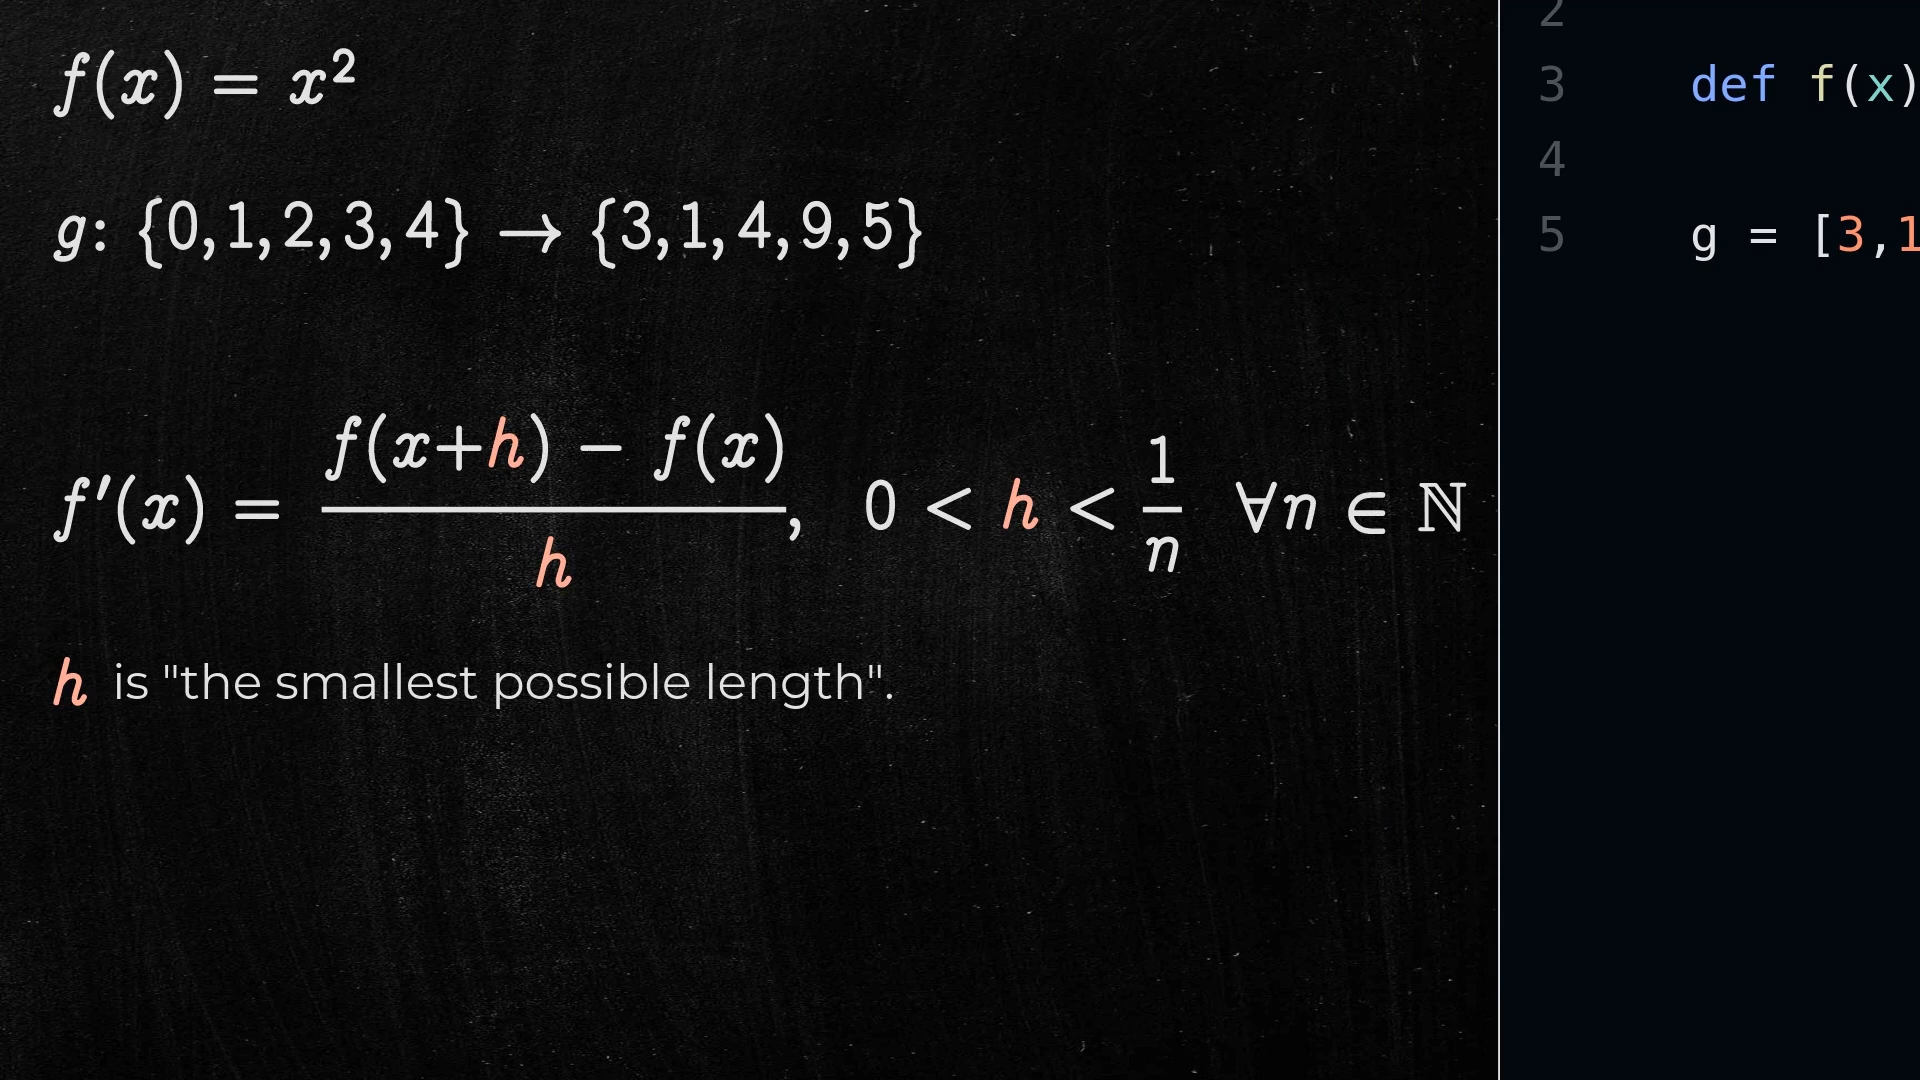 f(x) = x²
g: {0,1,2,3,4} → {3,1,4,9,5}
f'(x) = f(x+h) − f(x) / h, 0 < h < 1/n ∀n ∈ ℕ
h is "the smallest possible length".
2
3 def f(x)
4
5 g = [3,1